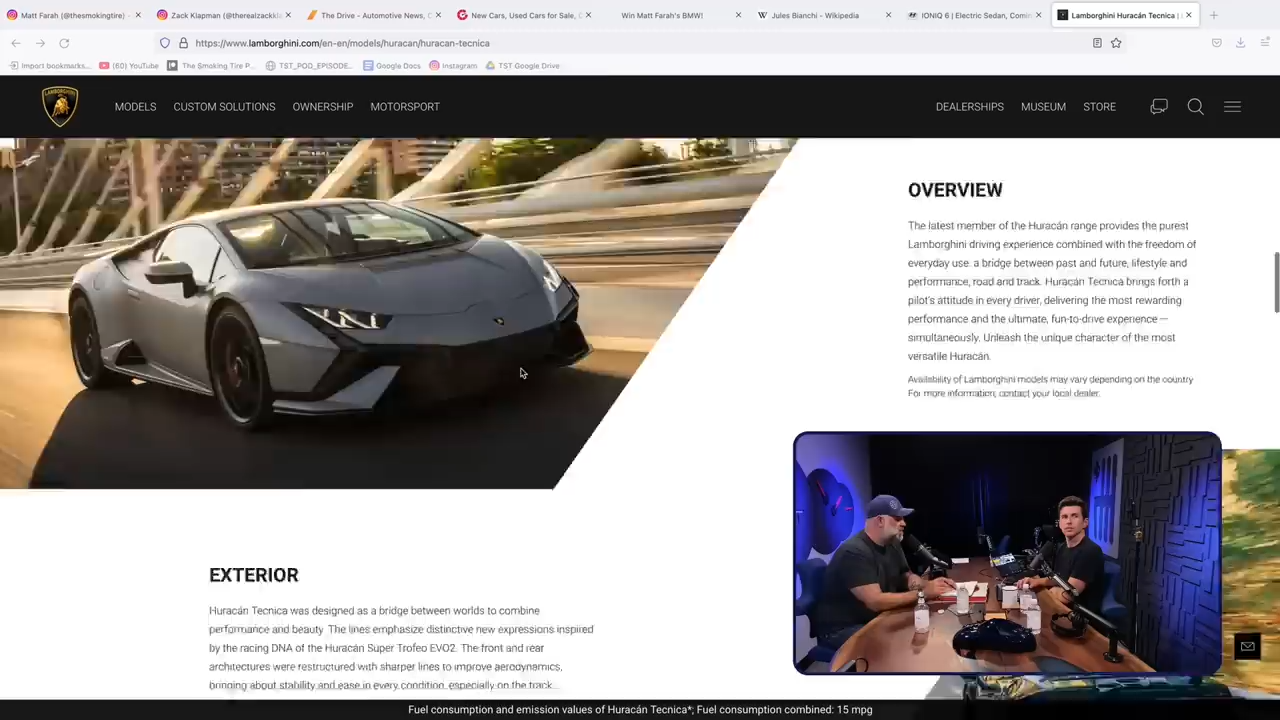 Matt Farah (@thesmokingtire) •
Zack Klapman (@therealzackkla
The Drive - Automotive News, C
New Cars, Used Cars for Sale, C
Win Matt Farah's BMW!
Jules Bianchi - Wikipedia
IONIQ 6 | Electric Sedan, Comin
Lamborghini Huracán Tecnica |
https://www.lamborghini.com/en-en/models/huracan/huracan-tecnica
Import bookmarks...
(60) YouTube
The Smoking Tire P...
TST_POD_EPISODE...
Google Docs
Instagram
TST Google Drive
LAMBORGHINI
MODELS
CUSTOM SOLUTIONS
OWNERSHIP
MOTORSPORT
DEALERSHIPS
MUSEUM
STORE
OVERVIEW
The latest member of the Huracán range provides the purest
Lamborghini driving experience combined with the freedom of
everyday use. a bridge between past and future, lifestyle and
performance, road and track. Huracán Tecnica brings forth a
pilot's attitude in every driver, delivering the most rewarding
performance and the ultimate, fun-to-drive experience —
simultaneously. Unleash the unique character of the most
versatile Huracán.
Availability of Lamborghini models may vary depending on the country
For more information, contact your local dealer.
EXTERIOR
Huracán Tecnica was designed as a bridge between worlds to combine
performance and beauty. The lines emphasize distinctive new expressions inspired
by the racing DNA of the Huracán Super Trofeo EVO2. The front and rear
architectures were restructured with sharper lines to improve aerodynamics,
bringing about stability and ease in every condition, especially on the track.
Fuel consumption and emission values of Huracán Tecnica*; Fuel consumption combined: 15 mpg